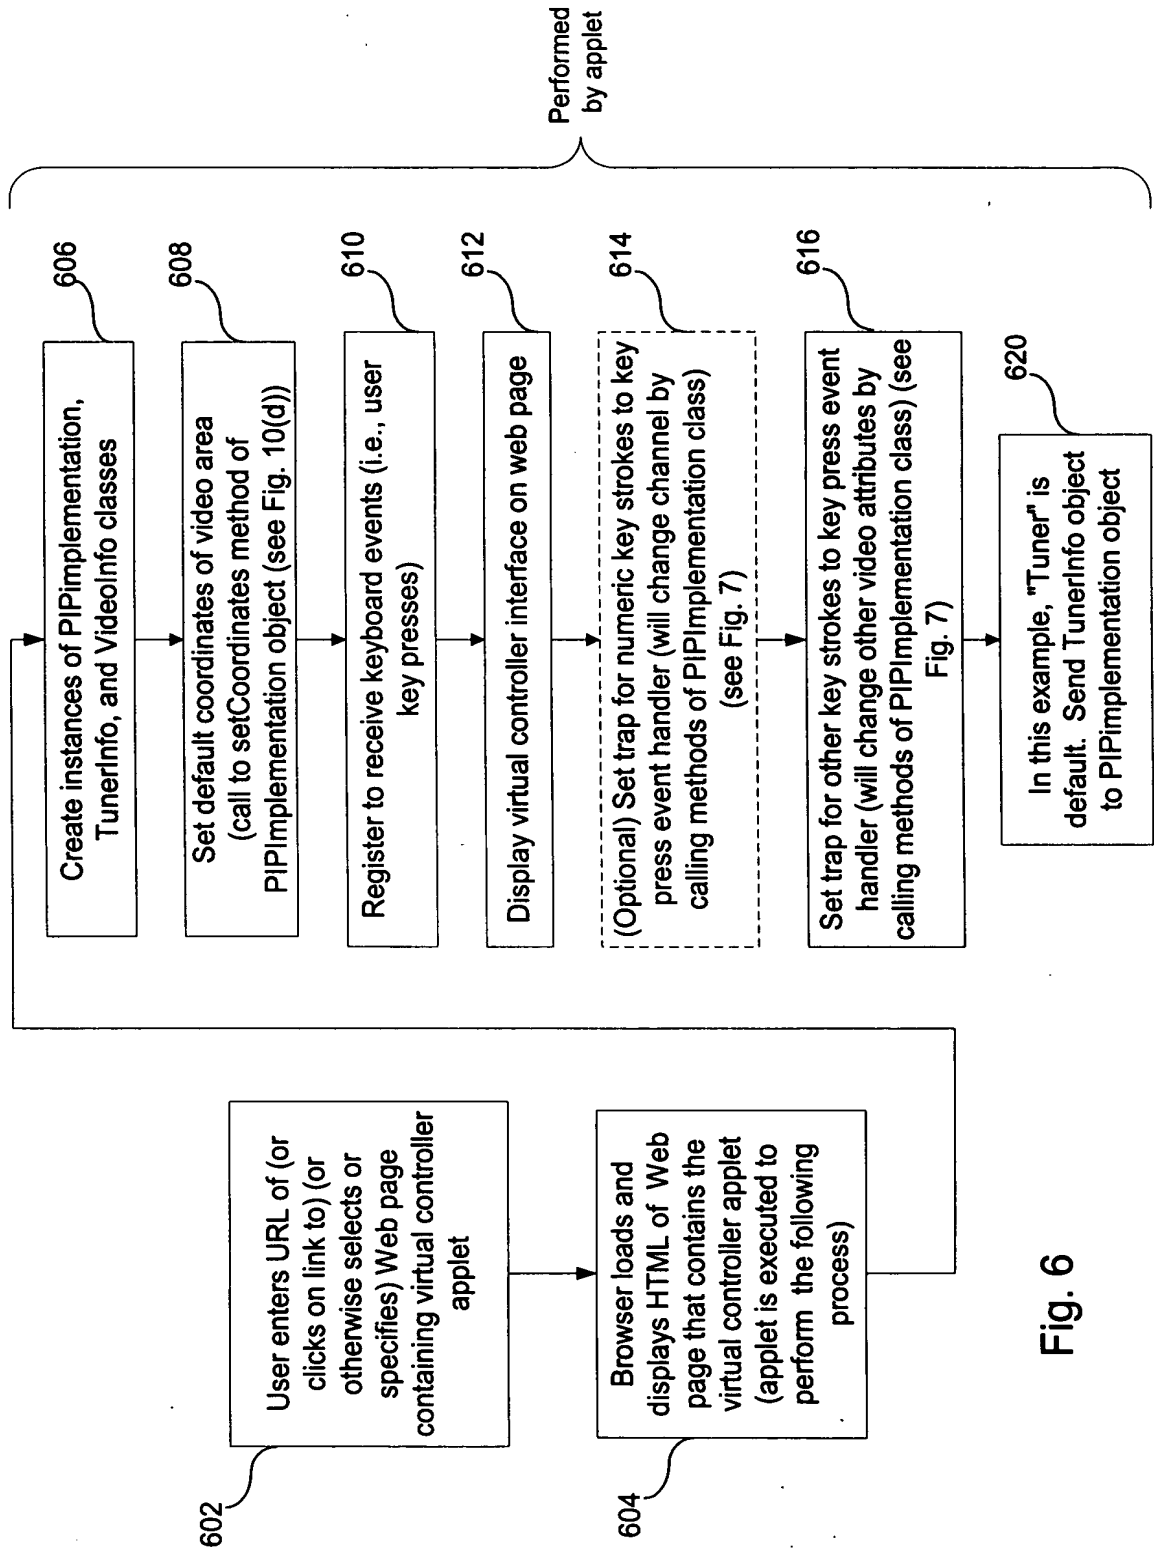 602
User enters URL of (or
clicks on link to) (or
otherwise selects or
specifies) Web page
containing virtual controller
applet
604
Browser loads and
displays HTML of Web
page that contains the
virtual controller applet
(applet is executed to
perform the following
process)
606
Create instances of PIPimplementation,
TunerInfo, and VideoInfo classes
608
Set default coordinates of video area
(call to setCoordinates method of
PIPImplementation object (see Fig. 10(d))
610
Register to receive keyboard events (i.e., user
key presses)
612
Display virtual controller interface on web page
614
(Optional) Set trap for numeric key strokes to key
press event handler (will change channel by
calling methods of PIPImplementation class)
(see Fig. 7)
616
Set trap for other key strokes to key press event
handler (will change other video attributes by
calling methods of PIPImplementation class) (see
Fig. 7)
620
In this example, "Tuner" is
default. Send TunerInfo object
to PIPimplementation object
Performed
by applet
Fig. 6